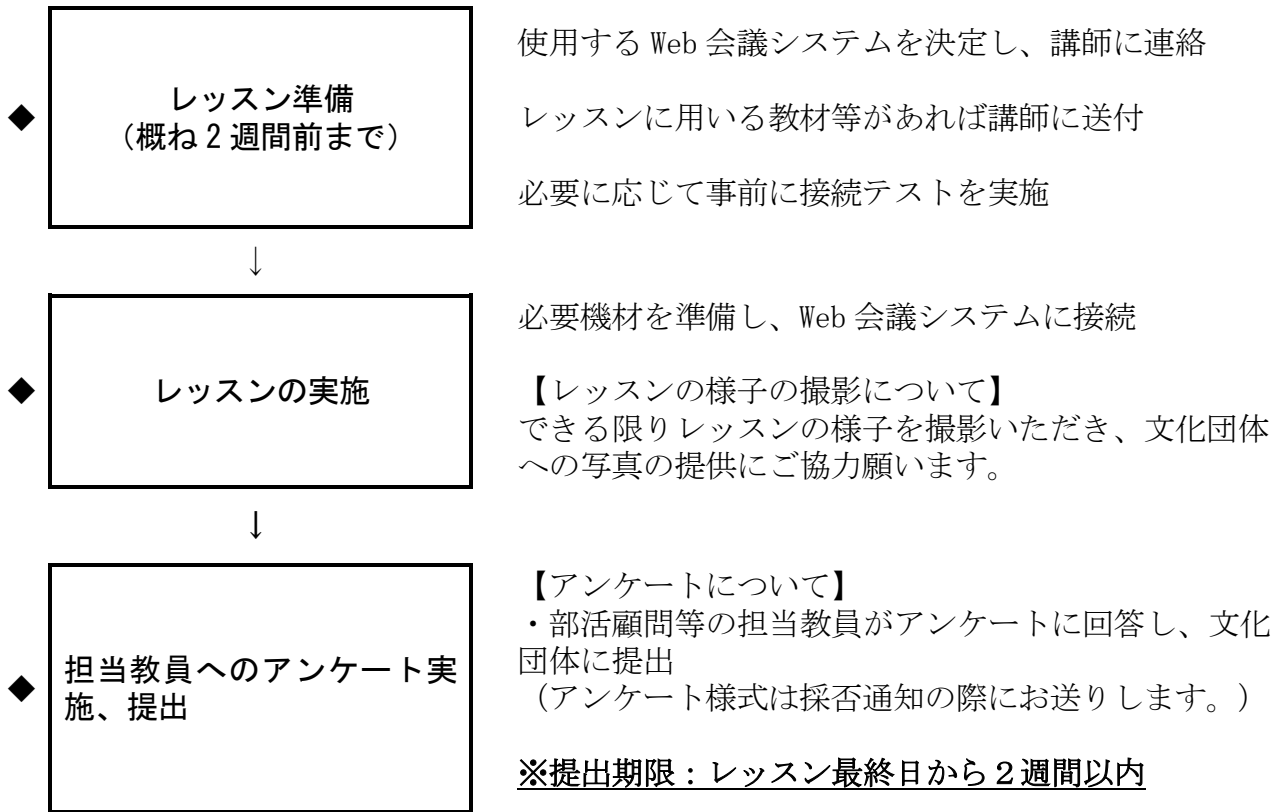 ◆
レッスン準備
（概ね２週間前まで）
使用する Web 会議システムを決定し、講師に連絡
レッスンに用いる教材等があれば講師に送付
必要に応じて事前に接続テストを実施
↓
◆
レッスンの実施
必要機材を準備し、Web 会議システムに接続
【レッスンの様子の撮影について】
できる限りレッスンの様子を撮影いただき、文化団体
への写真の提供にご協力願います。
↓
◆
担当教員へのアンケート実
施、提出
【アンケートについて】
・部活顧問等の担当教員がアンケートに回答し、文化
団体に提出
（アンケート様式は採否通知の際にお送りします。）
※提出期限：レッスン最終日から２週間以内